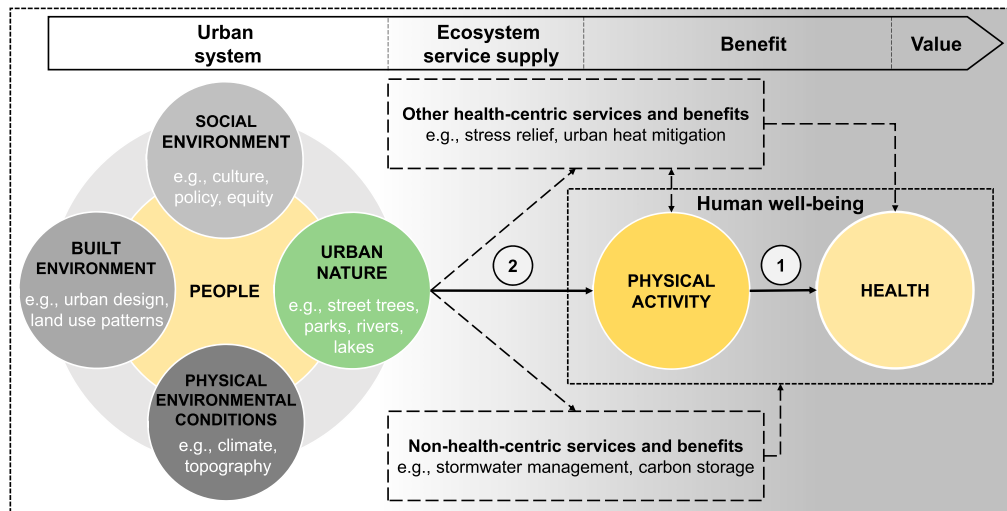 Urban
system
Ecosystem
service supply
Benefit
Value
SOCIAL
ENVIRONMENT
e.g., culture,
policy, equity
BUILT
ENVIRONMENT
e.g., urban design,
land use patterns
PEOPLE
URBAN
NATURE
e.g., street trees,
parks, rivers,
lakes
PHYSICAL
ENVIRONMENTAL
CONDITIONS
e.g., climate,
topography
Other health-centric services and benefits
e.g., stress relief, urban heat mitigation
2
Human well-being
PHYSICAL
ACTIVITY
1
HEALTH
Non-health-centric services and benefits
e.g., stormwater management, carbon storage